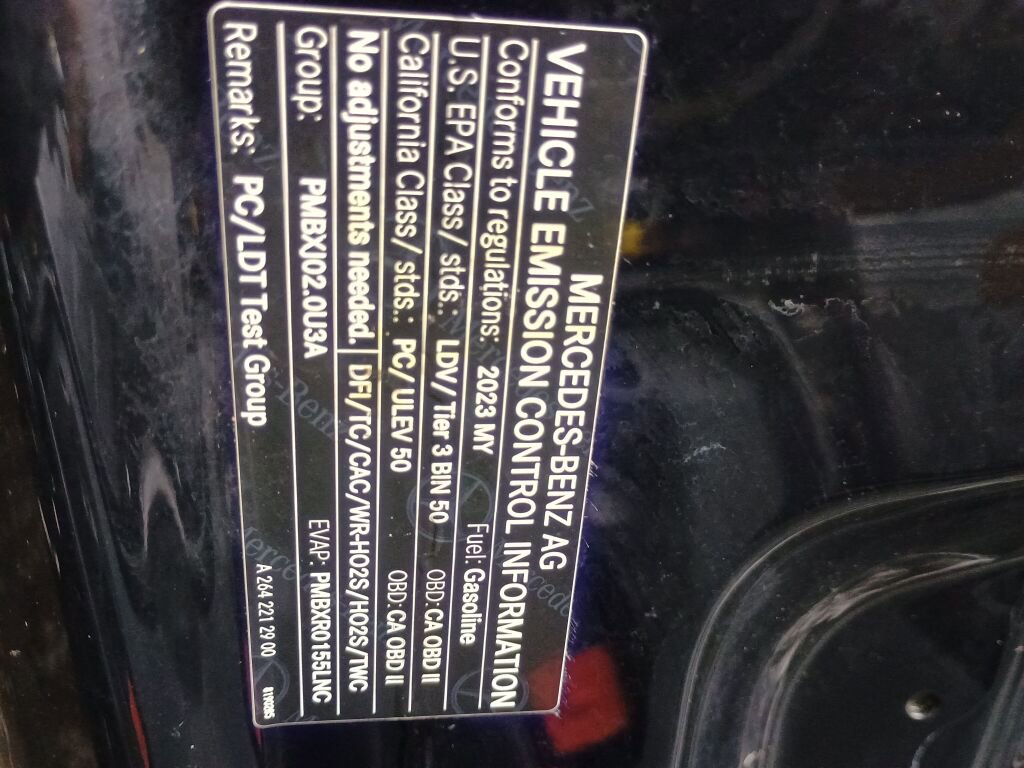 MERCEDES-BENZ AG
VEHICLE EMISSION CONTROL INFORMATION
Conforms to regulations: 2023 MY Fuel: Gasoline
U.S. EPA Class/ stds.: LDV/ Tier 3 BIN 50 OBD: CA OBD II
California Class/ stds.: PC/ ULEV 50 OBD: CA OBD II
No adjustments needed. DFI/TC/CAC/WR-HO2S/HO2S/TWC
Group: PMBXJ02.0U3A EVAP: PMBXR0155LNC
Remarks: PC/LDT Test Group A 264 221 29 00